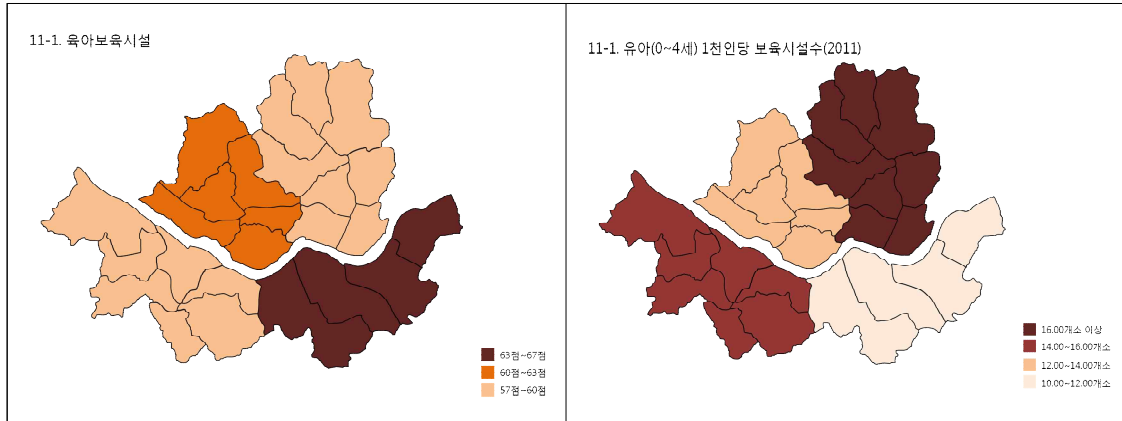 11-1. 육아보육시설
63점~67점
60점~63점
57점~60점
11-1. 유아(0~4세) 1천인당 보육시설수(2011)
16.00개소 이상
14.00~16.00개소
12.00~14.00개소
10.00~12.00개소